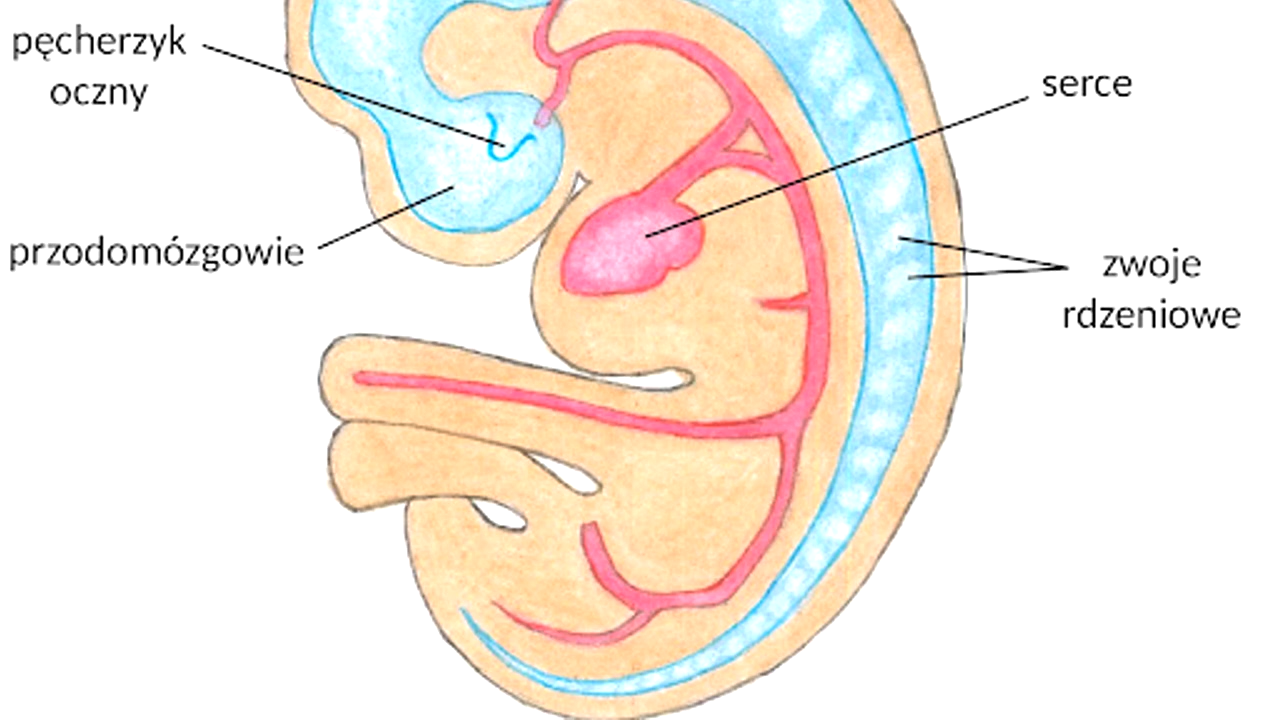 pęcherzyk
oczny
serce
przodomózgowie
zwoje
rdzeniowe